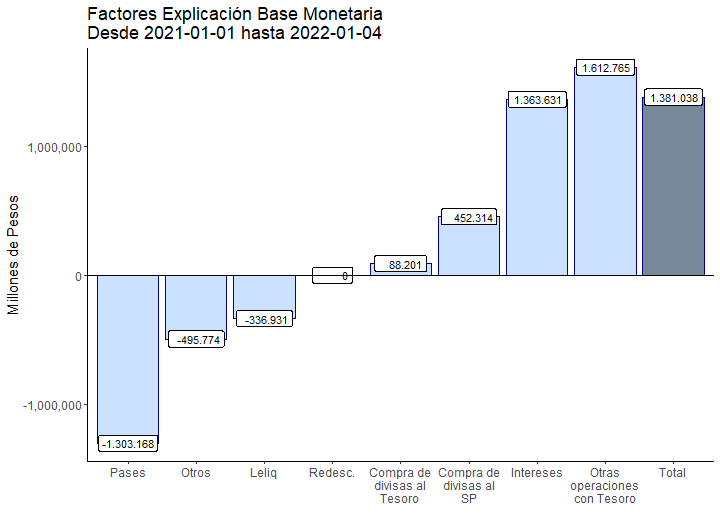 Factores Explicación Base Monetaria
Desde 2021-01-01 hasta 2022-01-04
Millones de Pesos
1,000,000
0
-1,000,000
-1.303.168
-495.774
-336.931
0
88.201
452.314
1.363.631
1.612.765
1.381.038
Pases
Otros
Leliq
Redesc.
Compra de
divisas al
Tesoro
Compra de
divisas al
SP
Intereses
Otras
operaciones
con Tesoro
Total